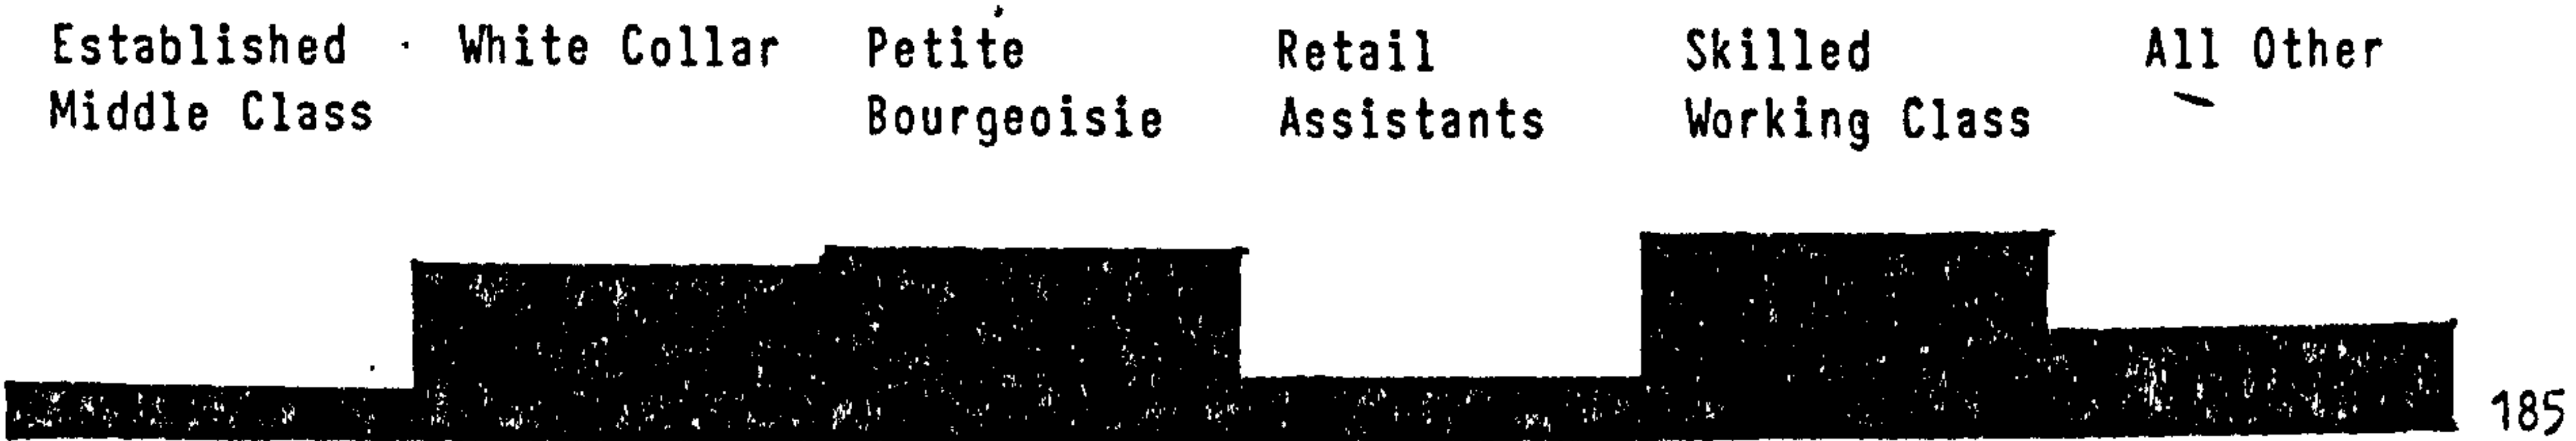 Established White Collar Petite Retail Skilled All Other
Middle Class Bourgeoisie Assistants Working Class
185